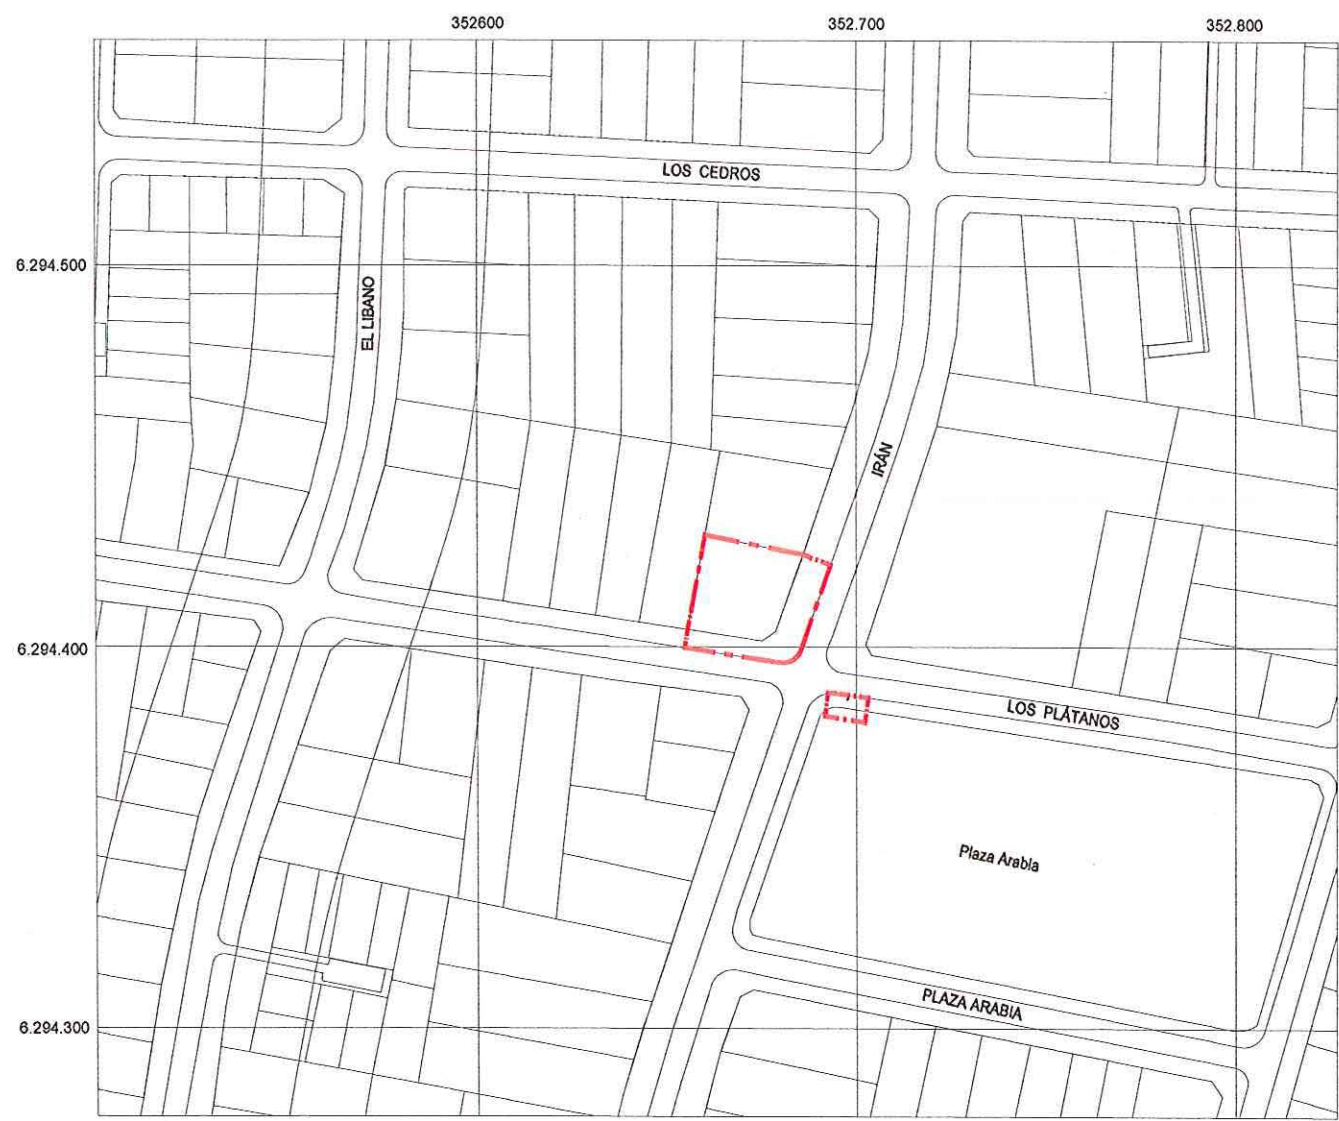 352600
352.700
352.800
LOS CEDROS
6.294.500
EL LIBANO
IRÁN
6.294.400
LOS PLÁTANOS
Plaza Arabia
PLAZA ARABIA
6.294.300